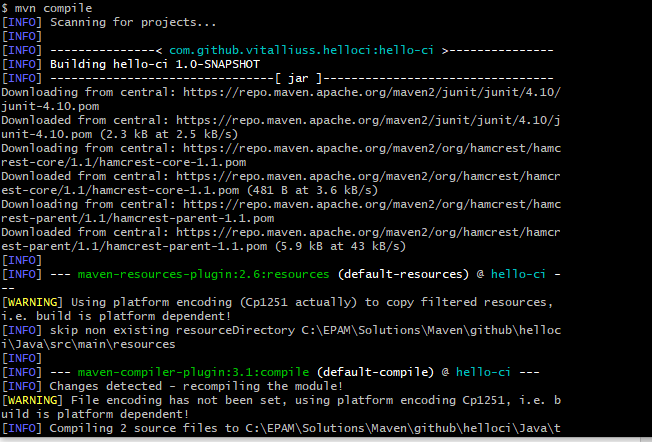 $ mvn compile
[INFO] Scanning for projects...
[INFO]
[INFO] ---------------< com.github.vitalliuss.helloci:hello-ci >---------------
[INFO] Building hello-ci 1.0-SNAPSHOT
[INFO] --------------------------------[ jar ]---------------------------------
Downloading from central: https://repo.maven.apache.org/maven2/junit/junit/4.10/
junit-4.10.pom
Downloaded from central: https://repo.maven.apache.org/maven2/junit/junit/4.10/j
unit-4.10.pom (2.3 kB at 2.5 kB/s)
Downloading from central: https://repo.maven.apache.org/maven2/org/hamcrest/hamc
rest-core/1.1/hamcrest-core-1.1.pom
Downloaded from central: https://repo.maven.apache.org/maven2/org/hamcrest/hamcr
est-core/1.1/hamcrest-core-1.1.pom (481 B at 3.6 kB/s)
Downloading from central: https://repo.maven.apache.org/maven2/org/hamcrest/hamc
rest-parent/1.1/hamcrest-parent-1.1.pom
Downloaded from central: https://repo.maven.apache.org/maven2/org/hamcrest/hamcr
est-parent/1.1/hamcrest-parent-1.1.pom (5.9 kB at 43 kB/s)
[INFO]
[INFO] --- maven-resources-plugin:2.6:resources (default-resources) @ hello-ci -
--
[WARNING] Using platform encoding (Cp1251 actually) to copy filtered resources,
i.e. build is platform dependent!
[INFO] skip non existing resourceDirectory C:\EPAM\Solutions\Maven\github\helloc
i\Java\src\main\resources
[INFO]
[INFO] --- maven-compiler-plugin:3.1:compile (default-compile) @ hello-ci ---
[INFO] Changes detected - recompiling the module!
[WARNING] File encoding has not been set, using platform encoding Cp1251, i.e. b
uild is platform dependent!
[INFO] Compiling 2 source files to C:\EPAM\Solutions\Maven\github\helloci\Java\t